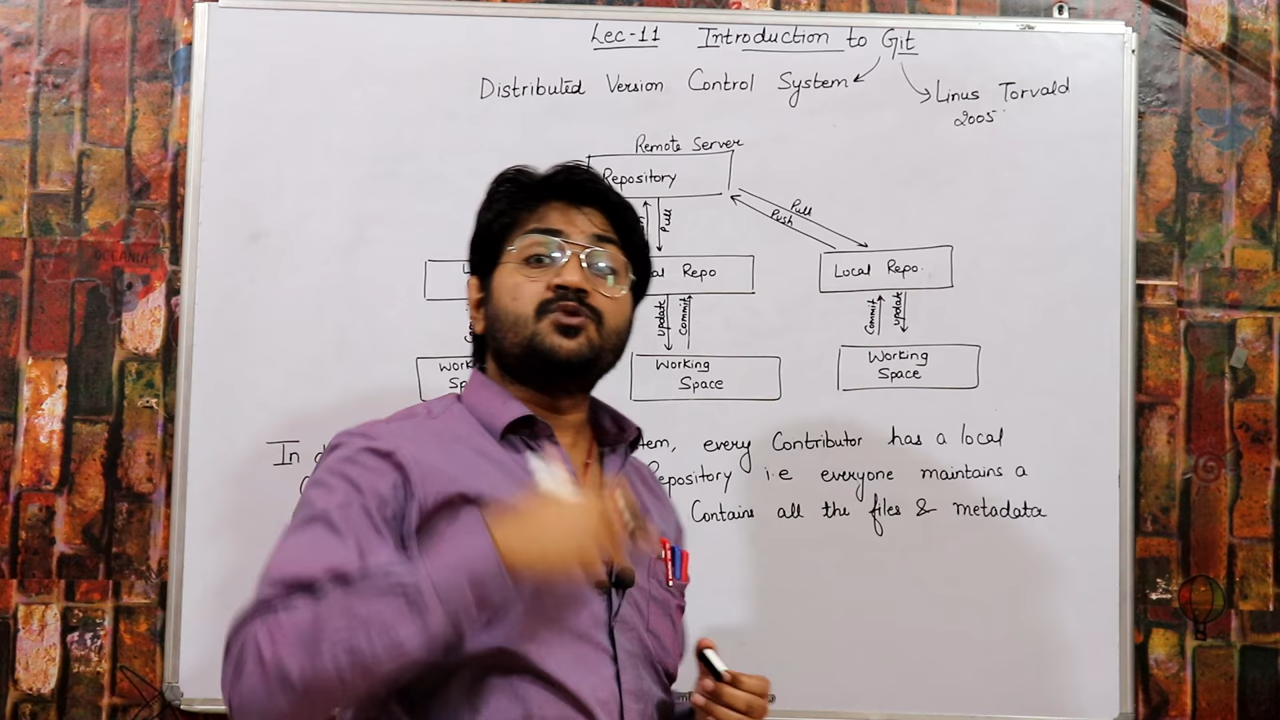 Lec-11 Introduction to Git
Distributed Version Control System
Linus Torvald
2005
Remote Server
Repository
Pull
Pull
Push
Repo
Local Repo.
update
Commit
Commit
update
Working
Space
Working
Space
In every Contributor has a local
Repository i.e everyone maintains a
Contains all the files & metadata
OCEANIA